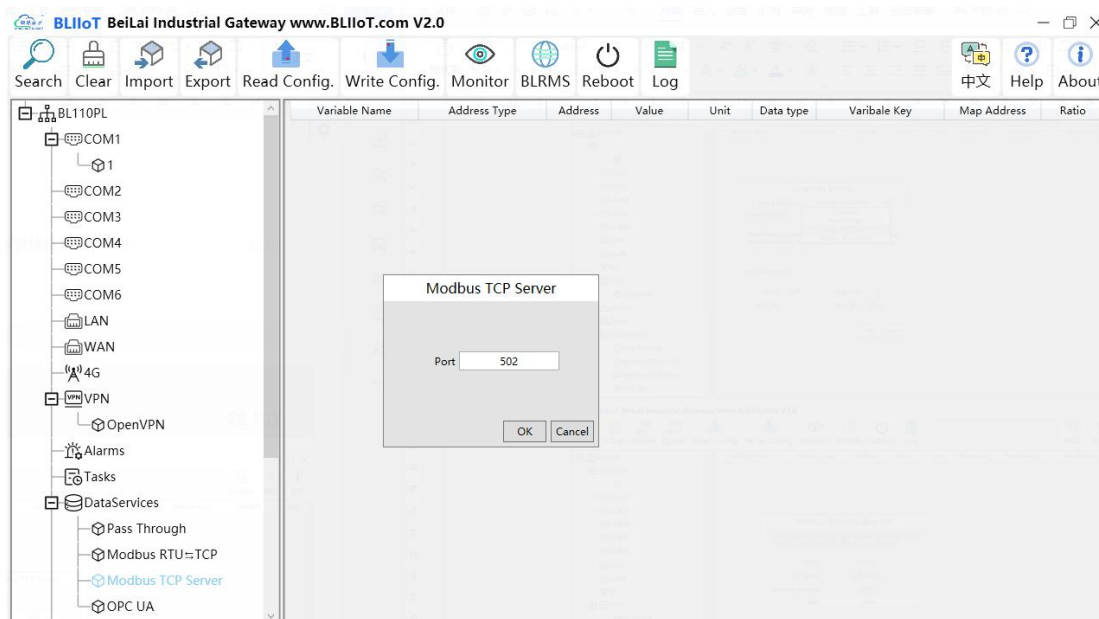 BLIIoT BeiLai Industrial Gateway www.BLIIoT.com V2.0
Search Clear Import Export Read Config. Write Config. Monitor BLRMS Reboot Log 中文 Help About
Variable Name Address Type Address Value Unit Data type Varibale Key Map Address Ratio
BL110PL
COM1
1
COM2
COM3
COM4
COM5
COM6
LAN
WAN
4G
VPN VPN
OpenVPN
Alarms
Tasks
DataServices
Pass Through
Modbus RTU⇋TCP
Modbus TCP Server
OPC UA
Modbus TCP Server
Port 502
OK Cancel